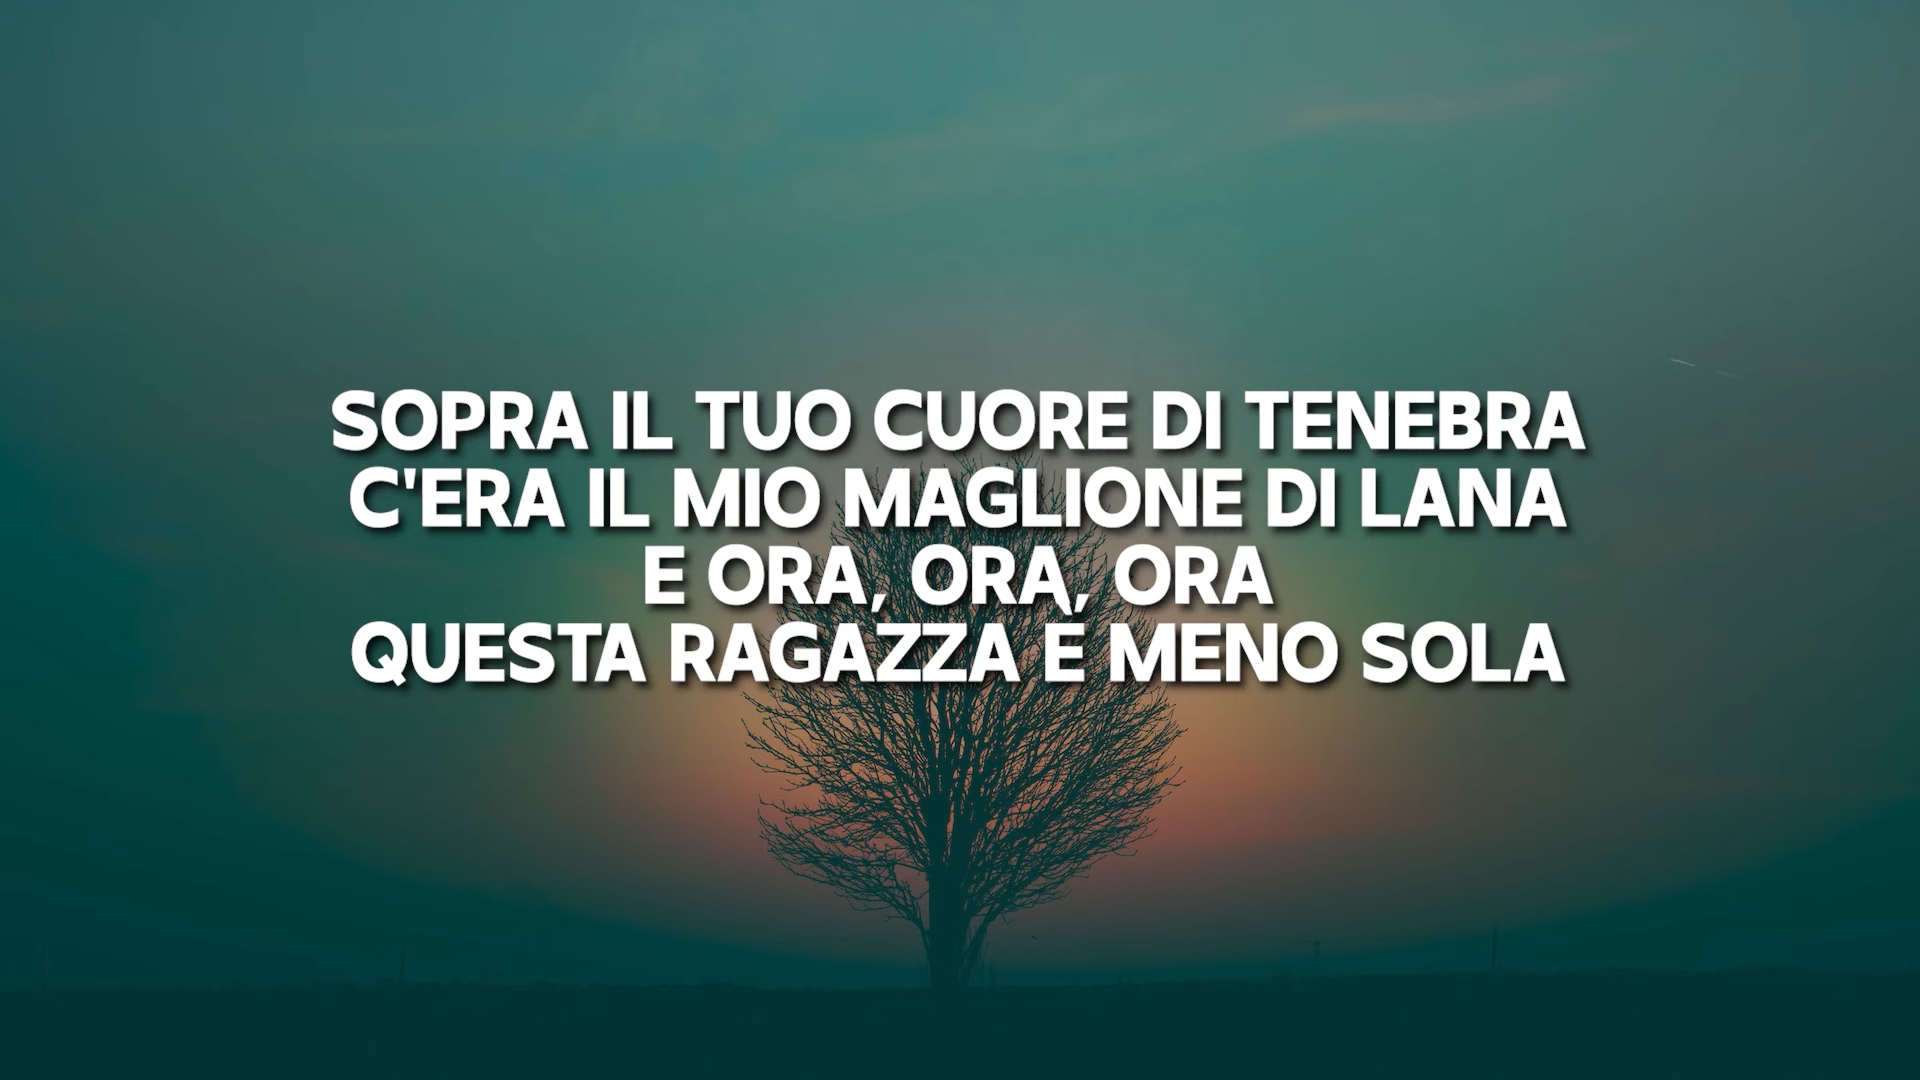 SOPRA IL TUO CUORE DI TENEBRA
C'ERA IL MIO MAGLIONE DI LANA
E ORA, ORA, ORA
QUESTA RAGAZZA È MENO SOLA